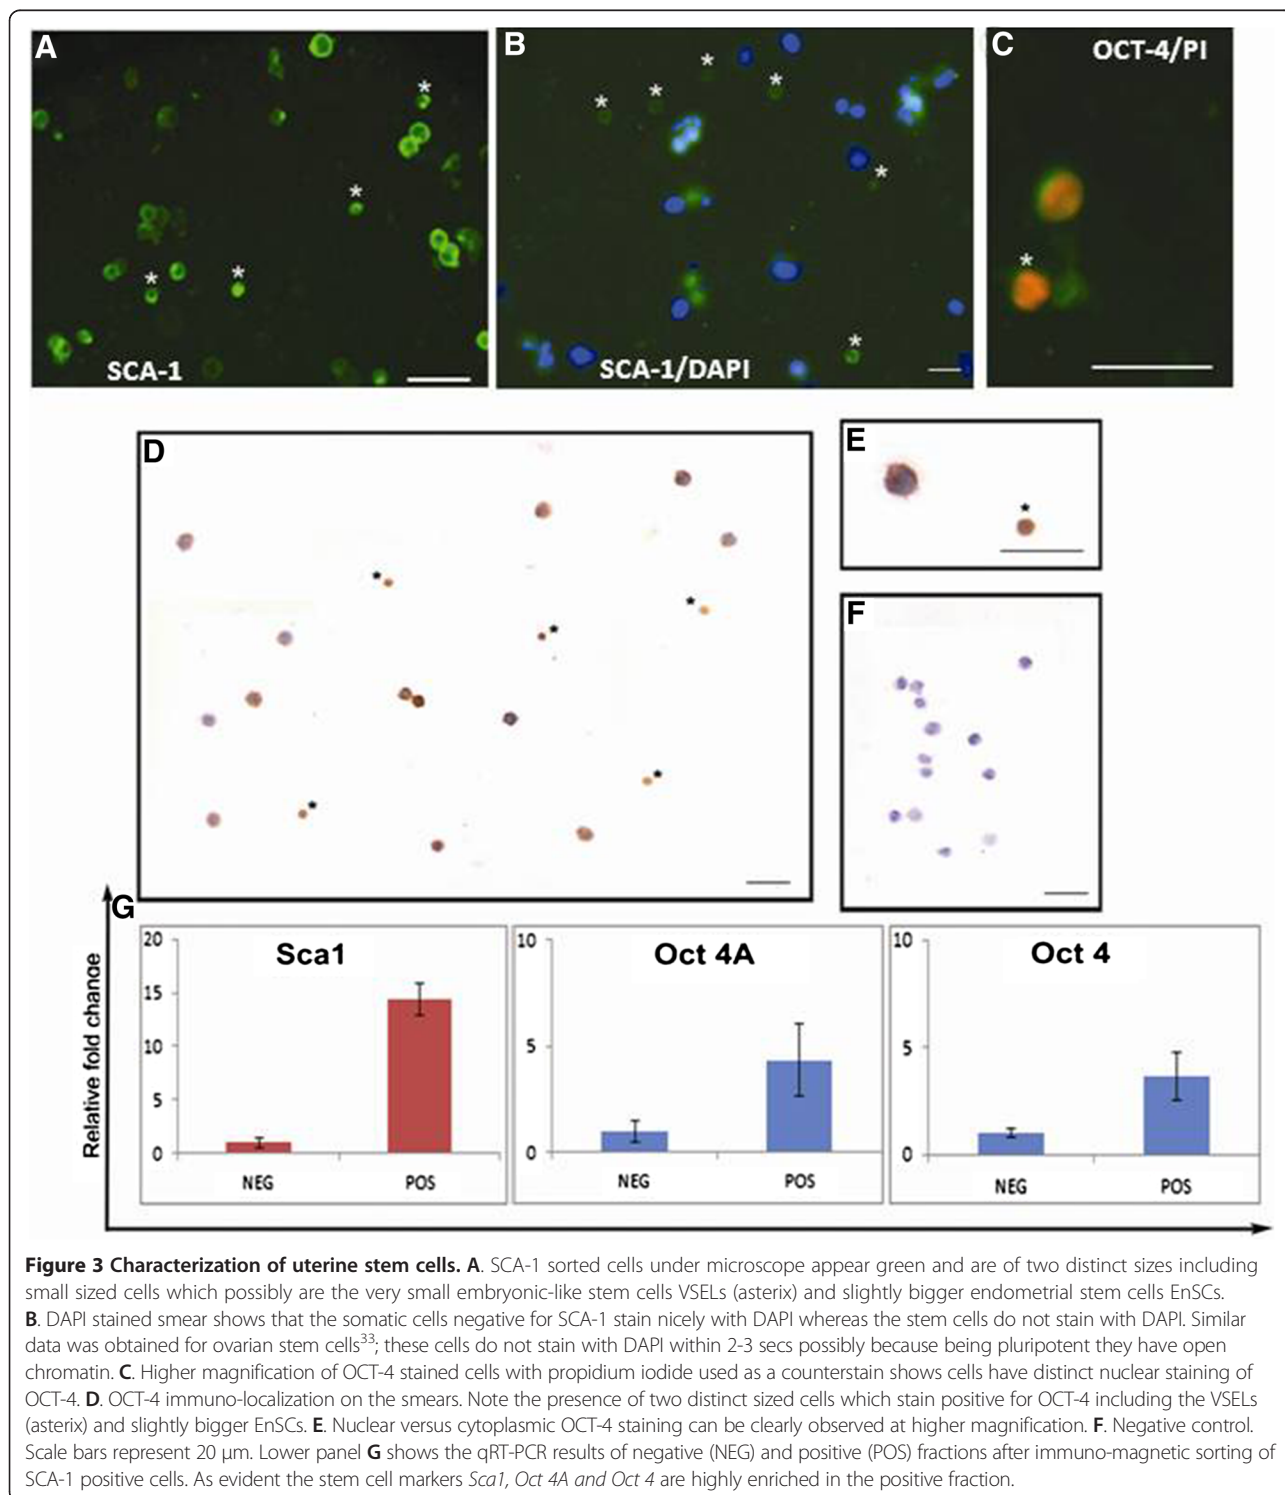 A
B
C
OCT-4/PI
*
*
*
*
*
*
*
*
*
*
SCA-1
SCA-1/DAPI
D
E
F
G
Relative fold change
20
15
10
5
0
Sca1
NEG
POS
10
5
0
Oct 4A
NEG
POS
10
5
0
Oct 4
NEG
POS
Figure 3 Characterization of uterine stem cells. A. SCA-1 sorted cells under microscope appear green and are of two distinct sizes including
small sized cells which possibly are the very small embryonic-like stem cells VSELs (asterix) and slightly bigger endometrial stem cells EnSCs.
B. DAPI stained smear shows that the somatic cells negative for SCA-1 stain nicely with DAPI whereas the stem cells do not stain with DAPI. Similar
data was obtained for ovarian stem cells33; these cells do not stain with DAPI within 2-3 secs possibly because being pluripotent they have open
chromatin. C. Higher magnification of OCT-4 stained cells with propidium iodide used as a counterstain shows cells have distinct nuclear staining of
OCT-4. D. OCT-4 immuno-localization on the smears. Note the presence of two distinct sized cells which stain positive for OCT-4 including the VSELs
(asterix) and slightly bigger EnSCs. E. Nuclear versus cytoplasmic OCT-4 staining can be clearly observed at higher magnification. F. Negative control.
Scale bars represent 20 μm. Lower panel G shows the qRT-PCR results of negative (NEG) and positive (POS) fractions after immuno-magnetic sorting of
SCA-1 positive cells. As evident the stem cell markers Sca1, Oct 4A and Oct 4 are highly enriched in the positive fraction.